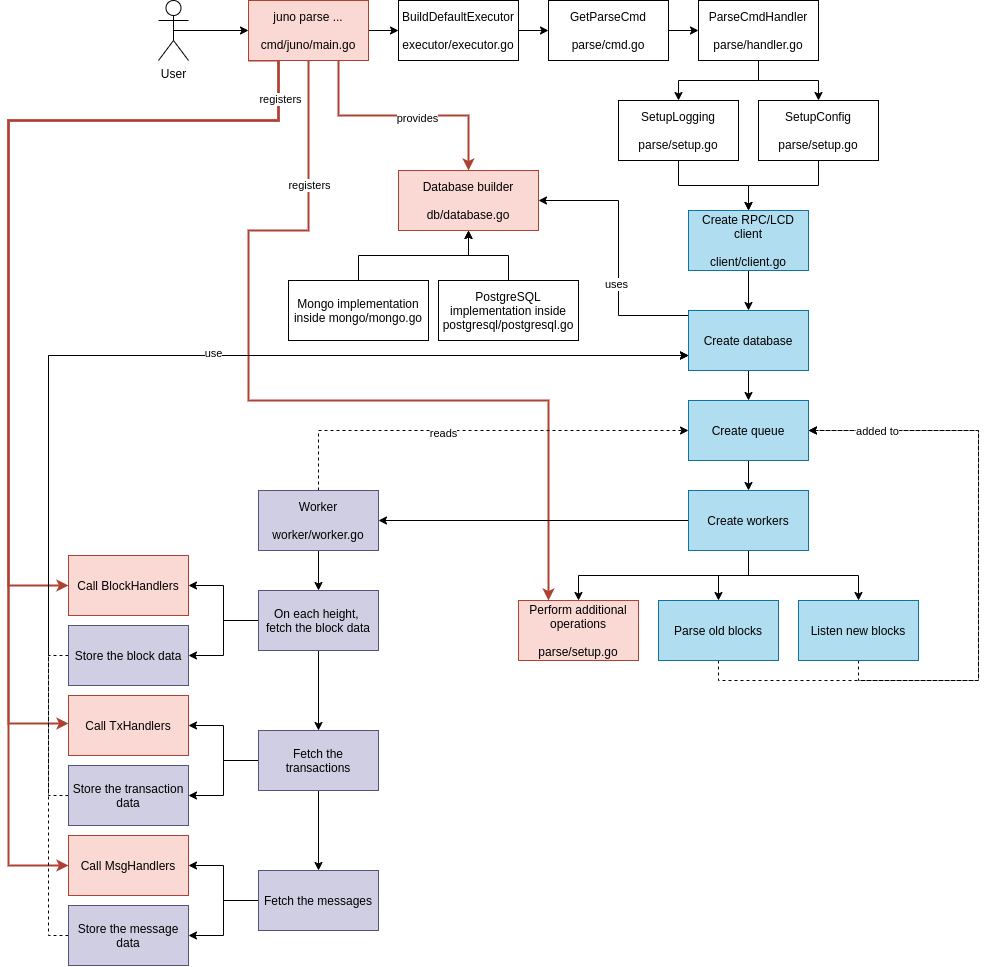 juno parse ...
cmd/juno/main.go
BuildDefaultExecutor
executor/executor.go
GetParseCmd
parse/cmd.go
ParseCmdHandler
parse/handler.go
User
registers
provides
SetupLogging
parse/setup.go
SetupConfig
parse/setup.go
registers
Database builder
db/database.go
Create RPC/LCD
client
client/client.go
uses
Mongo implementation
inside mongo/mongo.go
PostgreSQL
implementation inside
postgresql/postgresql.go
Create database
use
reads
Create queue
added to
Worker
worker/worker.go
Create workers
Call BlockHandlers
On each height,
fetch the block data
Perform additional
operations
parse/setup.go
Parse old blocks
Listen new blocks
Store the block data
Call TxHandlers
Fetch the
transactions
Store the transaction
data
Call MsgHandlers
Fetch the messages
Store the message
data